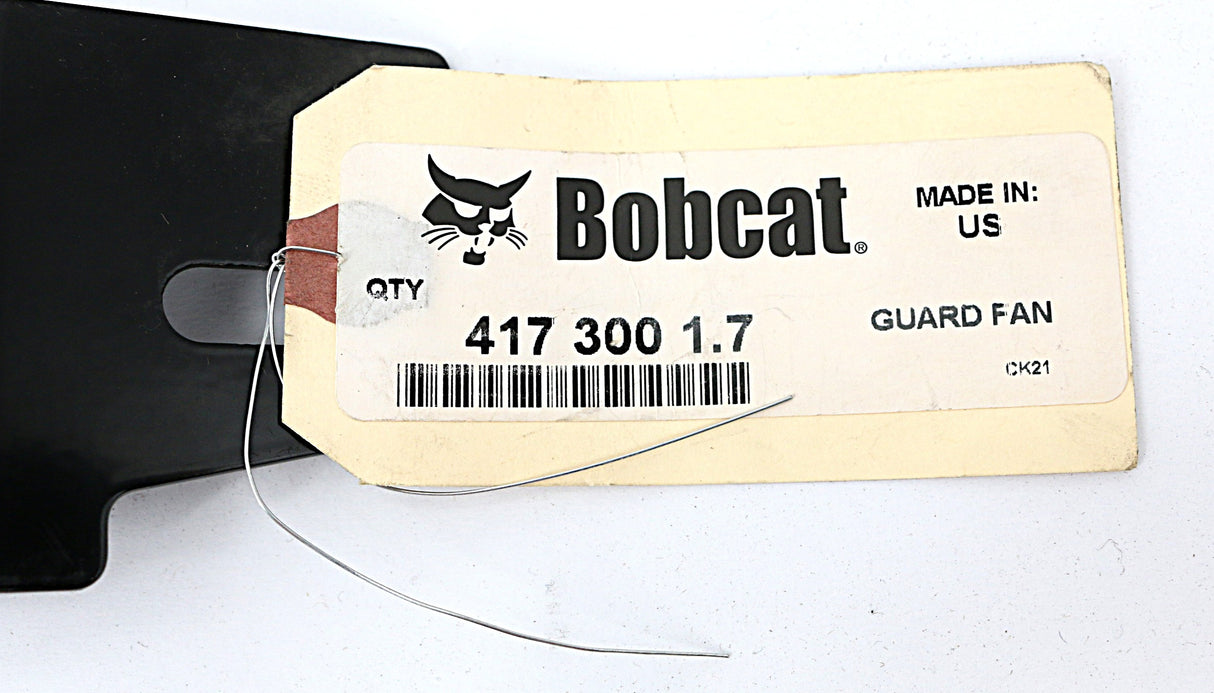 Bobcat®
MADE IN:
US
QTY
417 300 1.7
GUARD FAN
CK21